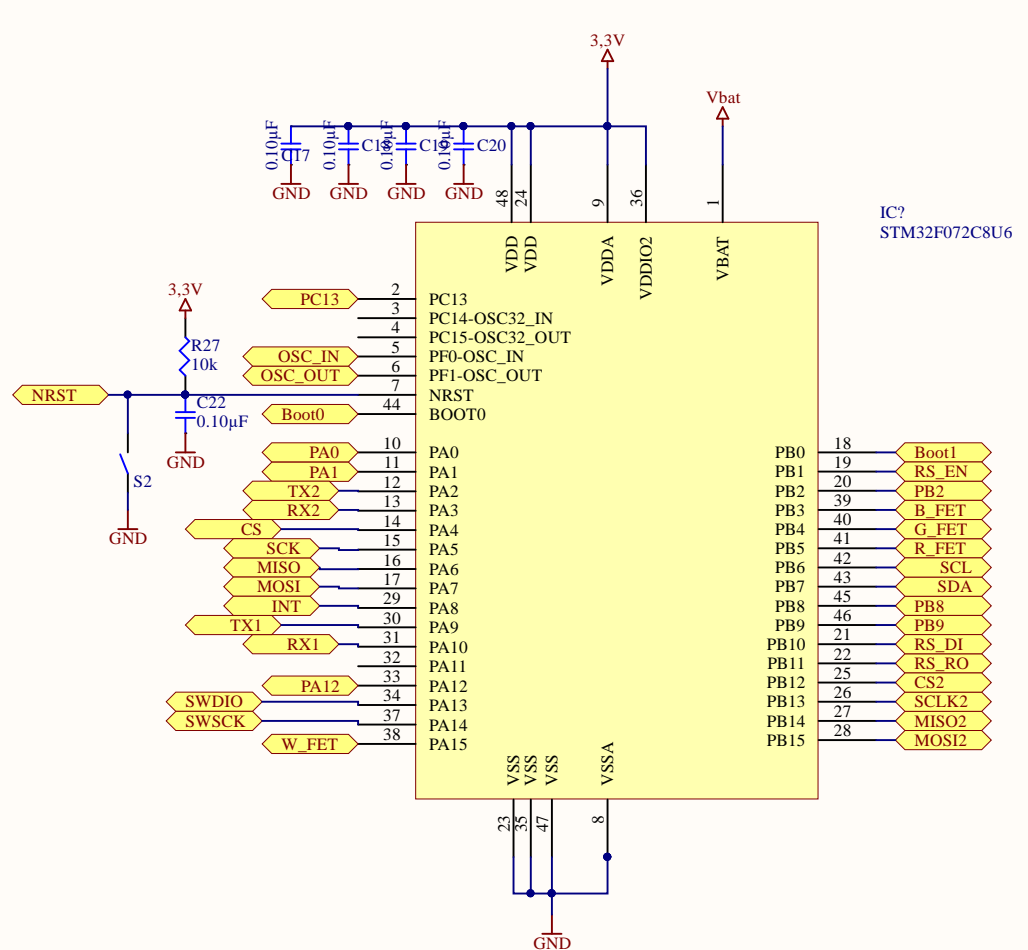 3,3V
Vbat
0.10µF
C17
0.10µF
C18
0.10µF
C19
0.10µF
C20
GND
GND
GND
GND
48
24
9
36
1
VDD
VDD
VDDA
VDDIO2
VBAT
IC?
STM32F072C8U6
3,3V
R27
10k
NRST
C22
0.10µF
GND
S2
GND
PC13 2 PC13
3 PC14-OSC32_IN
4 PC15-OSC32_OUT
OSC_IN 5 PF0-OSC_IN
OSC_OUT 6 PF1-OSC_OUT
7 NRST
Boot0 44 BOOT0
PA0 10 PA0
PA1 11 PA1
TX2 12 PA2
RX2 13 PA3
CS 14 PA4
SCK 15 PA5
MISO 16 PA6
MOSI 17 PA7
INT 29 PA8
TX1 30 PA9
RX1 31 PA10
32 PA11
PA12 33 PA12
SWDIO 34 PA13
SWSCK 37 PA14
W_FET 38 PA15
PB0 18 Boot1
PB1 19 RS_EN
PB2 20 PB2
PB3 39 B_FET
PB4 40 G_FET
PB5 41 R_FET
PB6 42 SCL
PB7 43 SDA
PB8 45 PB8
PB9 46 PB9
PB10 21 RS_DI
PB11 22 RS_RO
PB12 25 CS2
PB13 26 SCLK2
PB14 27 MISO2
PB15 28 MOSI2
VSS
VSS
VSS
VSSA
23
35
47
8
GND